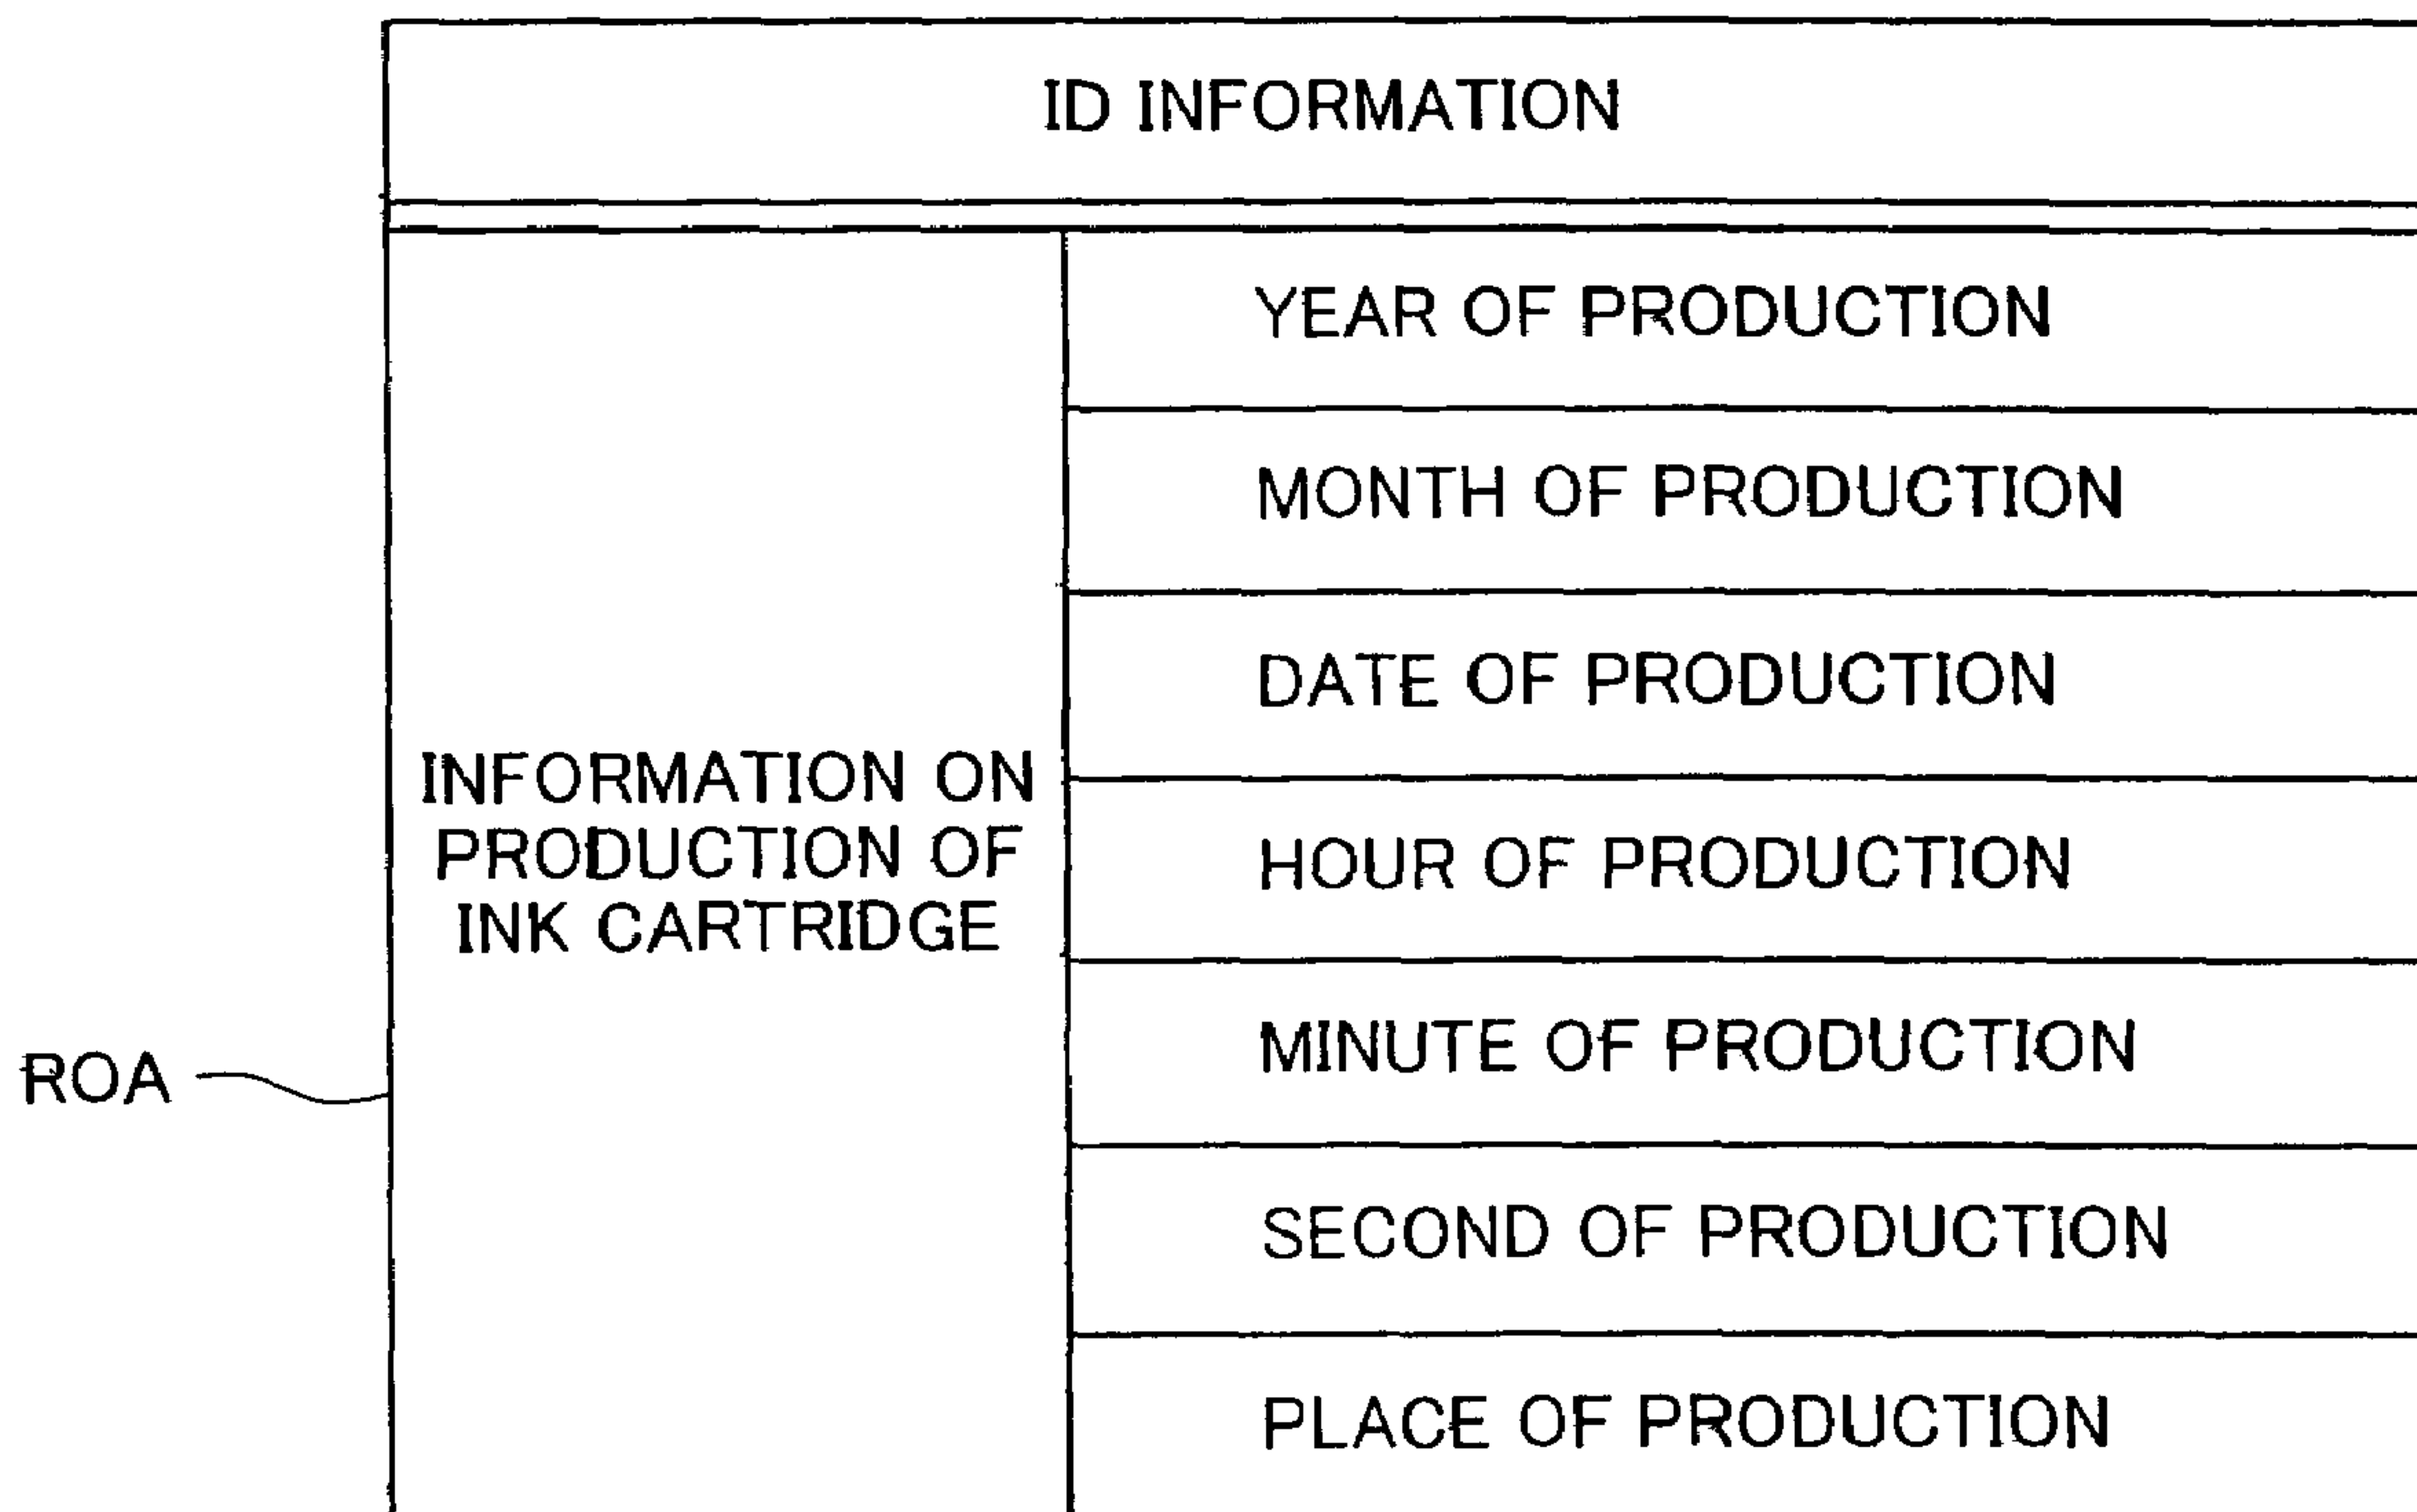 ID INFORMATION
YEAR OF PRODUCTION
MONTH OF PRODUCTION
DATE OF PRODUCTION
INFORMATION ON
PRODUCTION OF
INK CARTRIDGE
HOUR OF PRODUCTION
MINUTE OF PRODUCTION
ROA
SECOND OF PRODUCTION
PLACE OF PRODUCTION